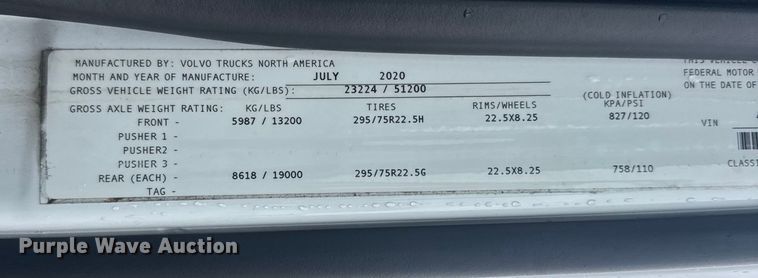 MANUFACTURED BY: VOLVO TRUCKS NORTH AMERICA
MONTH AND YEAR OF MANUFACTURE: JULY 2020
GROSS VEHICLE WEIGHT RATING (KG/LBS): 23224 / 51200
GROSS AXLE WEIGHT RATING: KG/LBS TIRES RIMS/WHEELS (COLD INFLATION) KPA/PSI
FRONT - 5987 / 13200 295/75R22.5H 22.5X8.25 827/120
PUSHER 1 -
PUSHER2 -
PUSHER 3 -
REAR (EACH) - 8618 / 19000 295/75R22.5G 22.5X8.25 758/110
TAG -
THIS VEHICLE
FEDERAL MOTOR
ON THE DATE OF
VIN
CLASSI
Purple Wave Auction